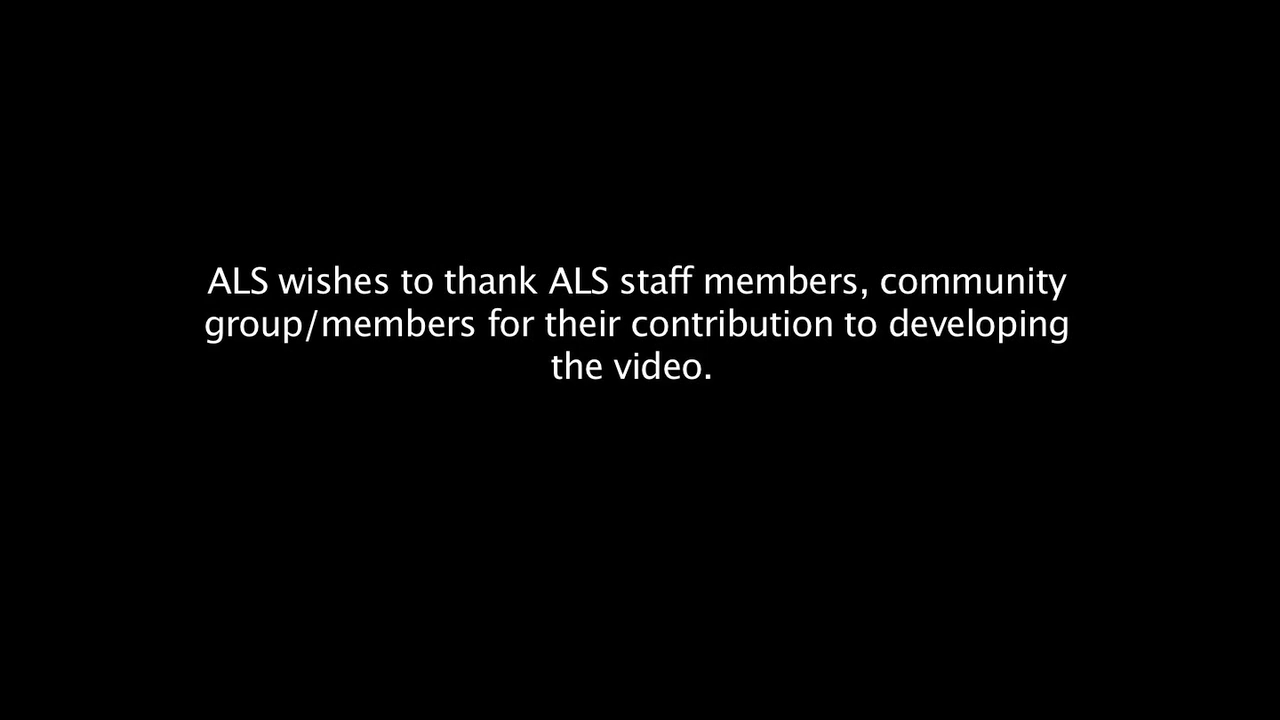 ALS wishes to thank ALS staff members, community
group/members for their contribution to developing
the video.